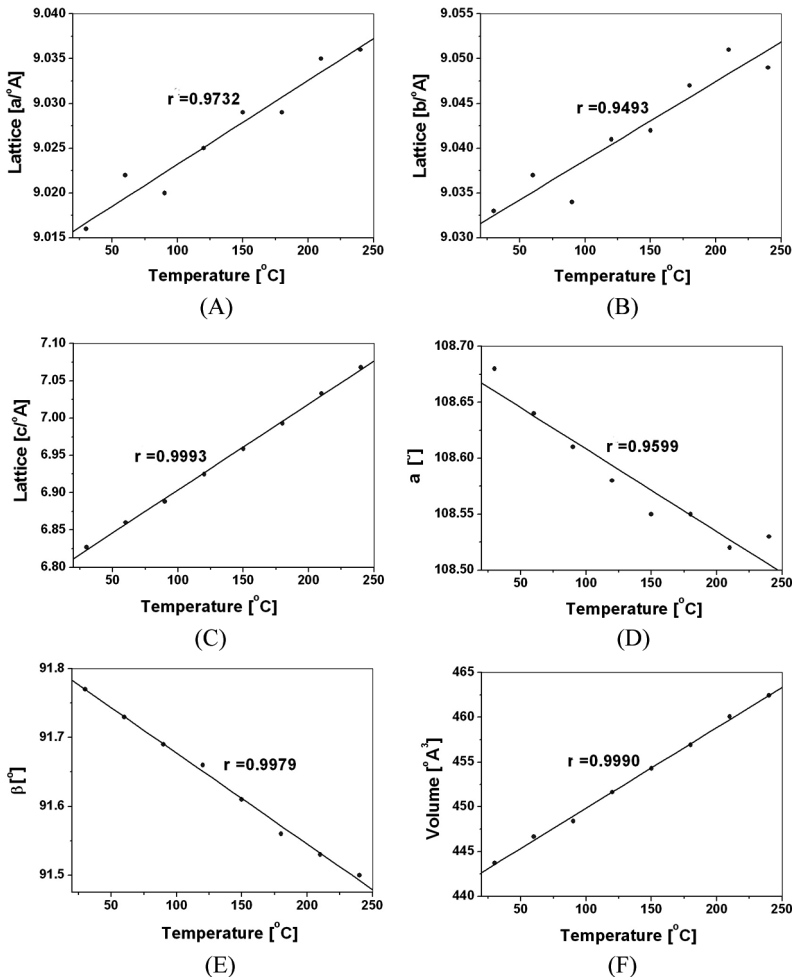 9.040
9.035
9.030
9.025
9.020
9.015
Lattice [a/°A]
r =0.9732
50 100 150 200 250
Temperature [°C]
(A)
9.055
9.050
9.045
9.040
9.035
9.030
Lattice [b/°A]
r =0.9493
50 100 150 200 250
Temperature [°C]
(B)
7.10
7.05
7.00
6.95
6.90
6.85
6.80
Lattice [c/°A]
r =0.9993
50 100 150 200 250
Temperature [°C]
(C)
108.70
108.65
108.60
108.55
108.50
a [°]
r =0.9599
50 100 150 200 250
Temperature [°C]
(D)
91.8
91.7
91.6
91.5
β [°]
r =0.9979
50 100 150 200 250
Temperature [°C]
(E)
465
460
455
450
445
440
Volume [°A³]
r =0.9990
50 100 150 200 250
Temperature [°C]
(F)